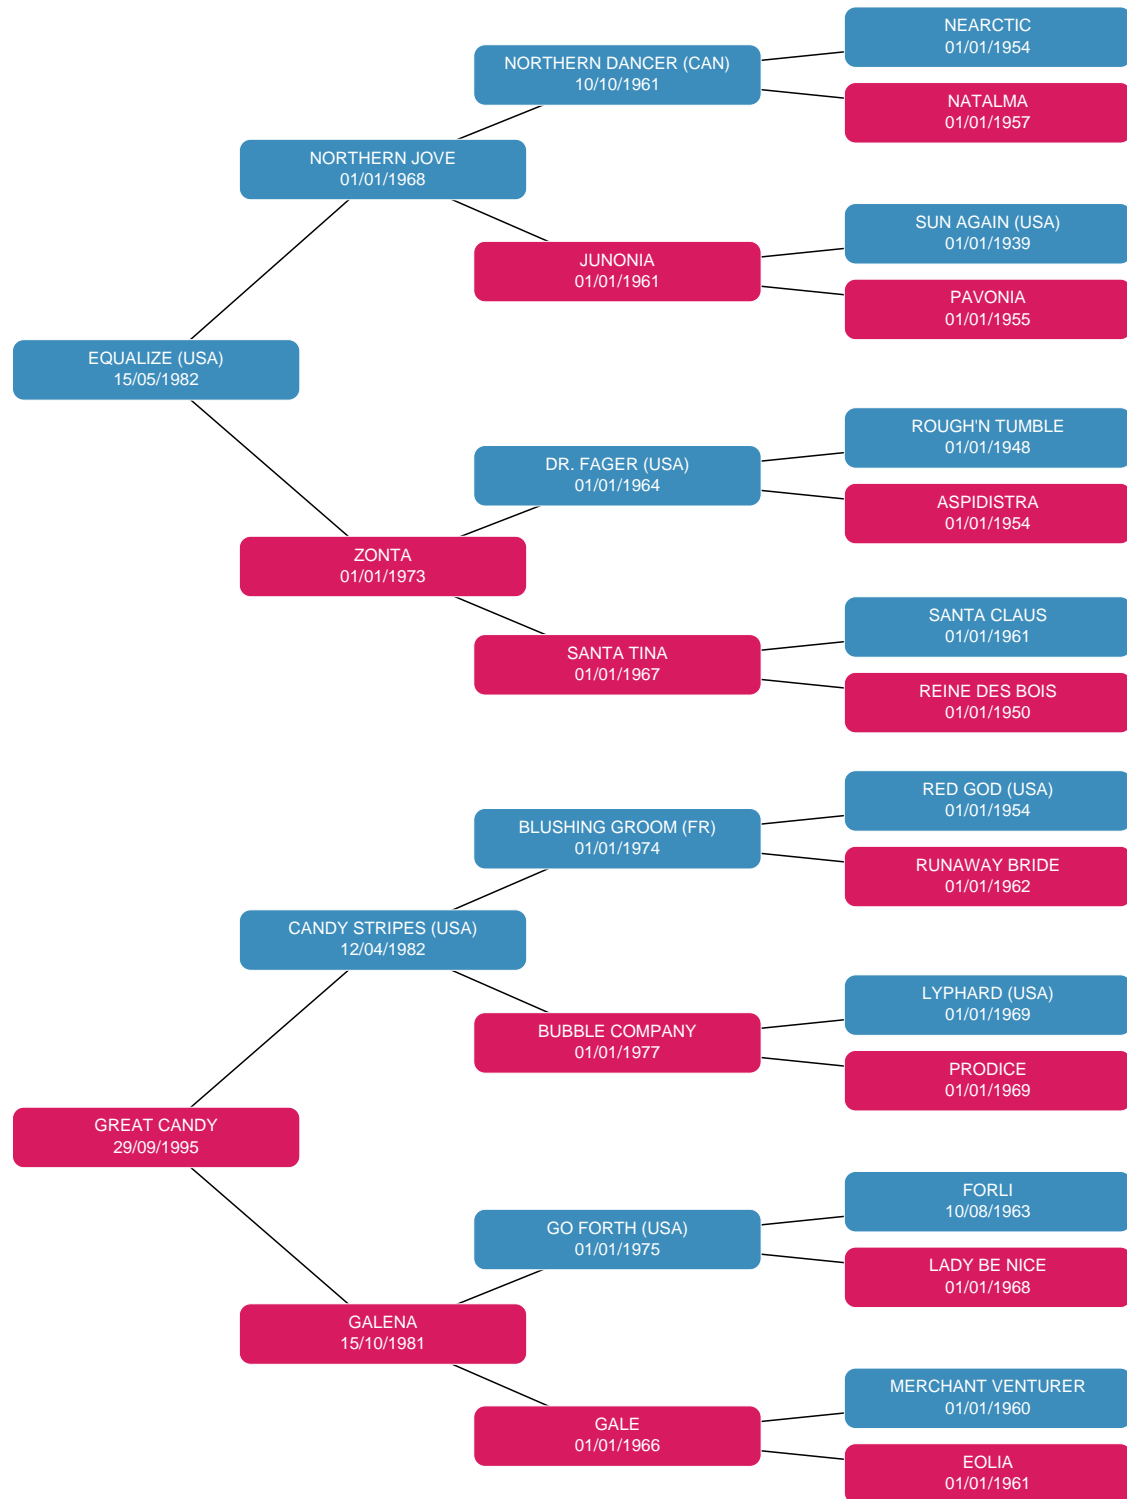 NEARCTIC
01/01/1954
NORTHERN DANCER (CAN)
10/10/1961
NATALMA
01/01/1957
NORTHERN JOVE
01/01/1968
SUN AGAIN (USA)
01/01/1939
JUNONIA
01/01/1961
PAVONIA
01/01/1955
EQUALIZE (USA)
15/05/1982
ROUGH'N TUMBLE
01/01/1948
DR. FAGER (USA)
01/01/1964
ASPIDISTRA
01/01/1954
ZONTA
01/01/1973
SANTA CLAUS
01/01/1961
SANTA TINA
01/01/1967
REINE DES BOIS
01/01/1950
RED GOD (USA)
01/01/1954
BLUSHING GROOM (FR)
01/01/1974
RUNAWAY BRIDE
01/01/1962
CANDY STRIPES (USA)
12/04/1982
LYPHARD (USA)
01/01/1969
BUBBLE COMPANY
01/01/1977
PRODICE
01/01/1969
GREAT CANDY
29/09/1995
FORLI
10/08/1963
GO FORTH (USA)
01/01/1975
LADY BE NICE
01/01/1968
GALENA
15/10/1981
MERCHANT VENTURER
01/01/1960
GALE
01/01/1966
EOLIA
01/01/1961